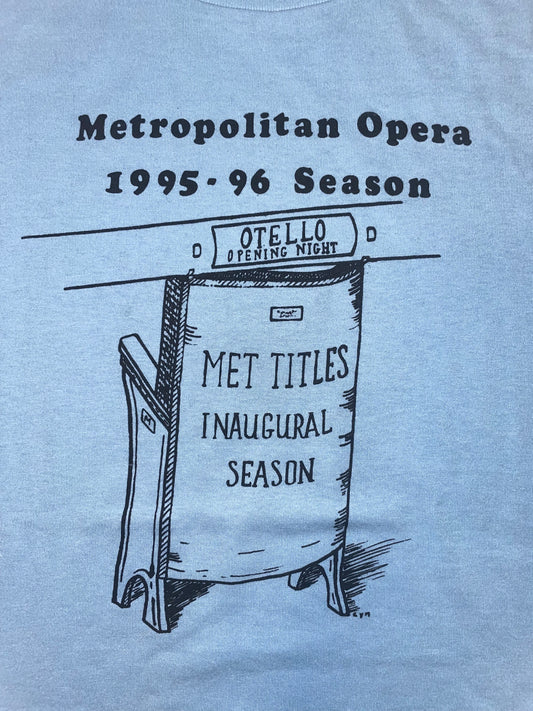 Metropolitan Opera
1995-96 Season
OTELLO
OPENING NIGHT
MET TITLES
INAUGURAL
SEASON